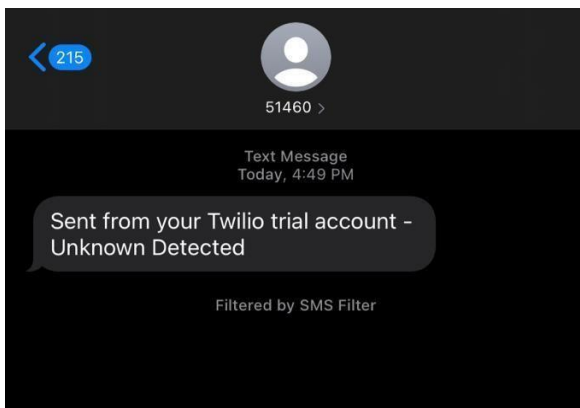 215
51460 >
Text Message
Today, 4:49 PM
Sent from your Twilio trial account -
Unknown Detected
Filtered by SMS Filter